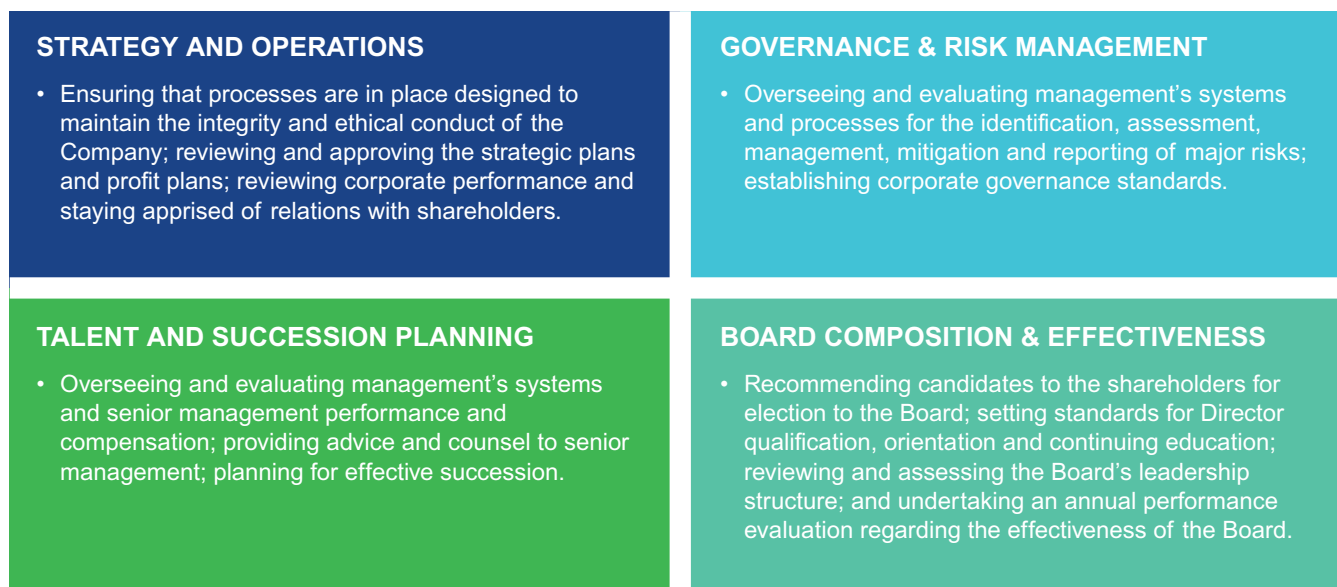 STRATEGY AND OPERATIONS
• Ensuring that processes are in place designed to
maintain the integrity and ethical conduct of the
Company; reviewing and approving the strategic plans
and profit plans; reviewing corporate performance and
staying apprised of relations with shareholders.
GOVERNANCE & RISK MANAGEMENT
• Overseeing and evaluating management’s systems
and processes for the identification, assessment,
management, mitigation and reporting of major risks;
establishing corporate governance standards.
TALENT AND SUCCESSION PLANNING
• Overseeing and evaluating management’s systems
and senior management performance and
compensation; providing advice and counsel to senior
management; planning for effective succession.
BOARD COMPOSITION & EFFECTIVENESS
• Recommending candidates to the shareholders for
election to the Board; setting standards for Director
qualification, orientation and continuing education;
reviewing and assessing the Board’s leadership
structure; and undertaking an annual performance
evaluation regarding the effectiveness of the Board.